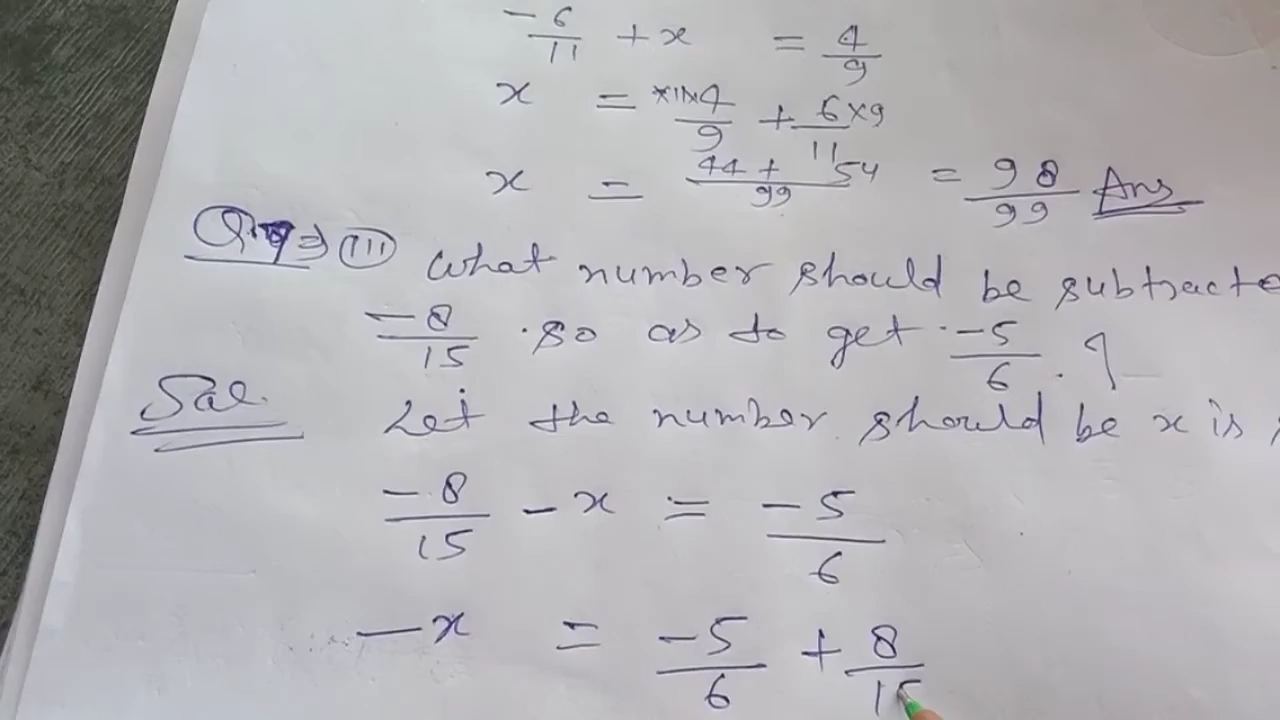 -6/11 + x = 4/9
x = ×11×4/9 + 6×9/11
x = 44 + 54/99 = 98/99 Ans
(iii) What number should be subtracte
-8/15 so as to get -5/6 . ?
Sol.
Let the number should be x is
-8/15 - x = -5/6
-x = -5/6 + 8/15